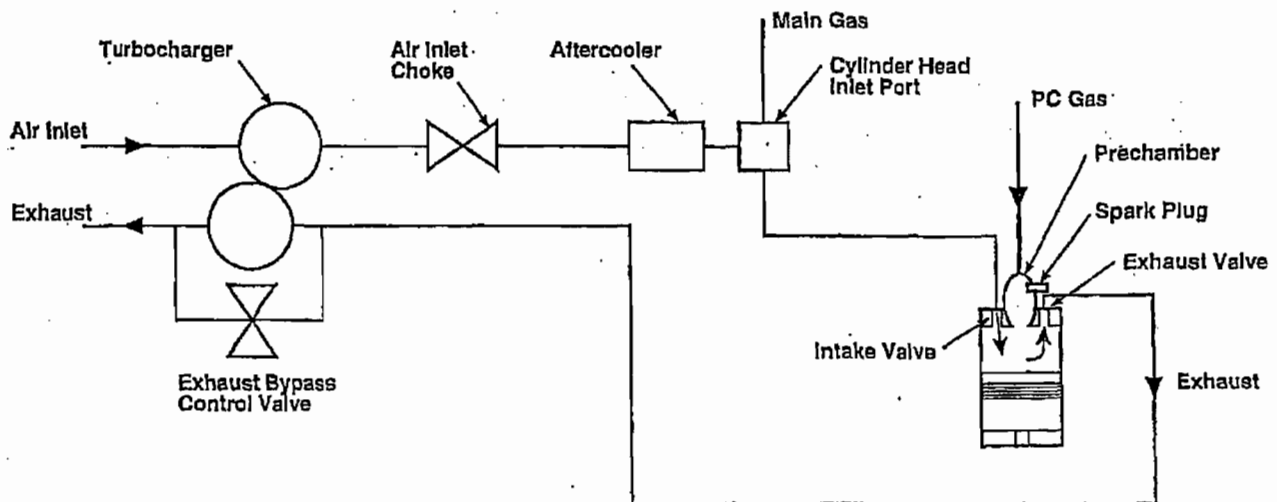 Main Gas
Turbocharger
Air Inlet
Choke
Aftercooler
Cylinder Head
Inlet Port
PC Gas
Air Inlet
Prechamber
Exhaust
Spark Plug
Exhaust Valve
Intake Valve
Exhaust
Exhaust Bypass
Control Valve